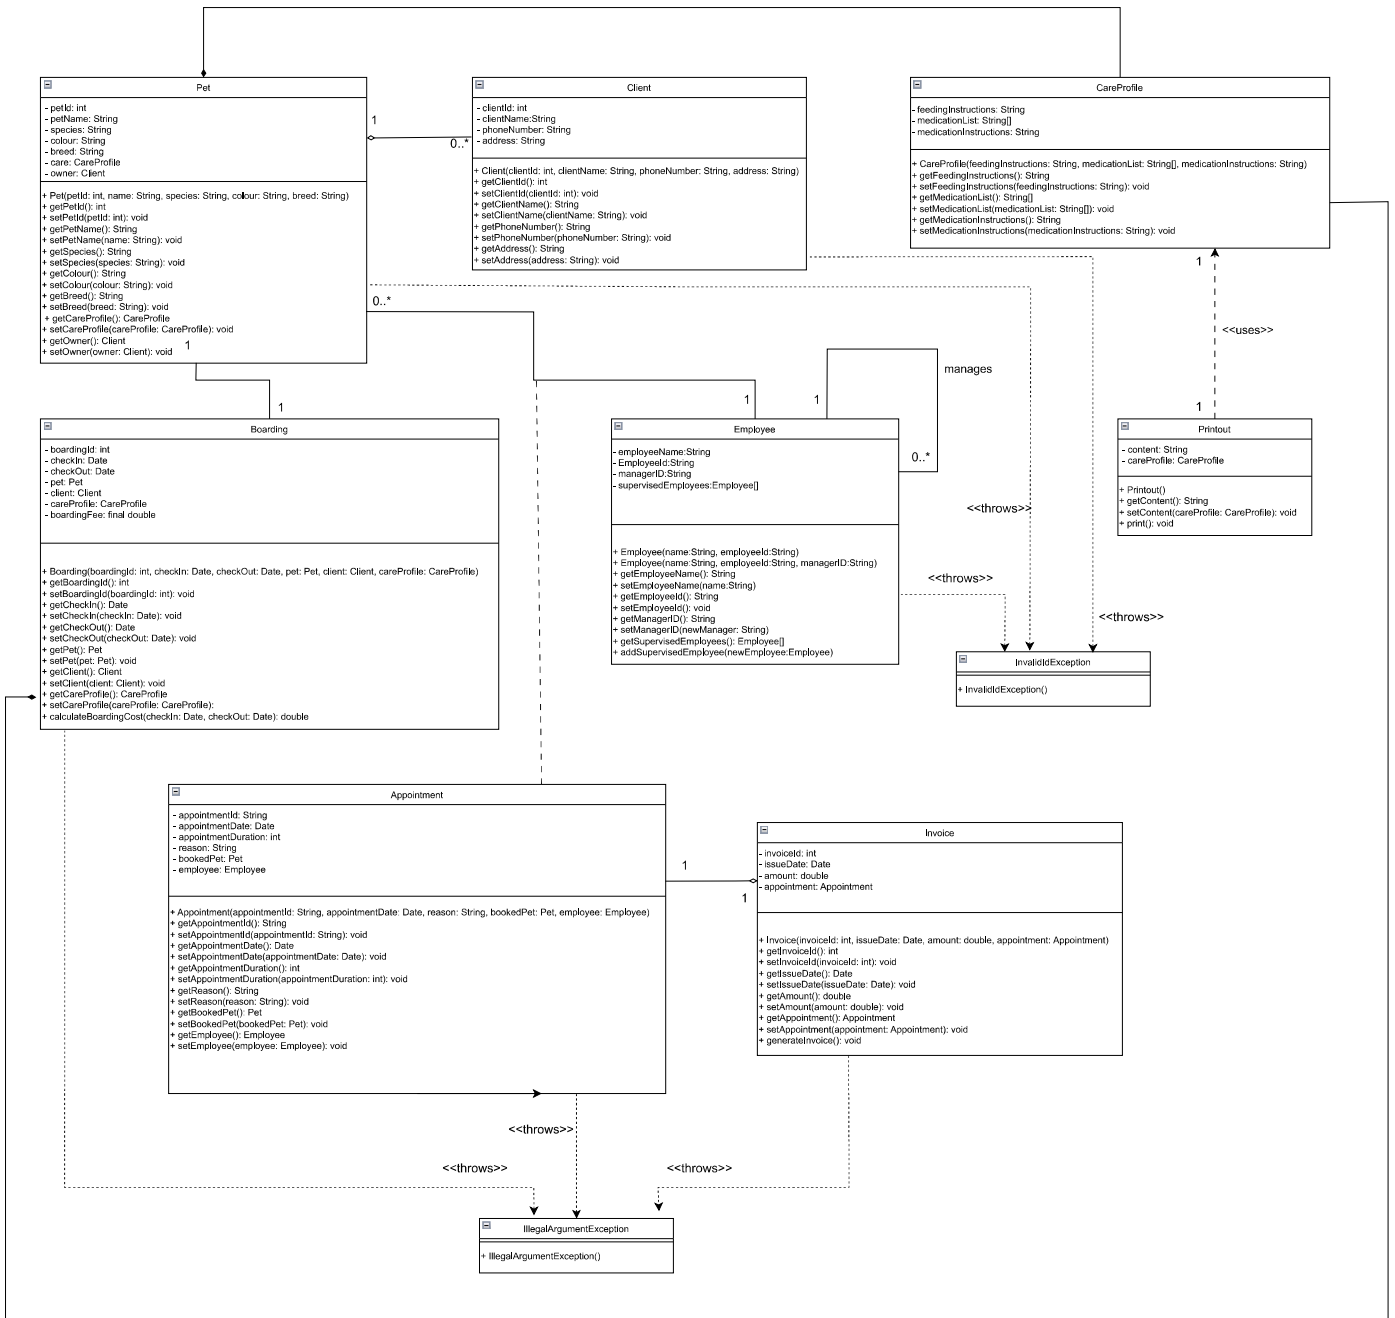 Pet
- petId: int
- petName: String
- species: String
- colour: String
- breed: String
- care: CareProfile
- owner: Client
+ Pet(petId: int, name: String, species: String, colour: String, breed: String)
+ getPetId(): int
+ setPetId(petId: int): void
+ getPetName(): String
+ setPetName(name: String): void
+ getSpecies(): String
+ setSpecies(species: String): void
+ getColour(): String
+ setColour(colour: String): void
+ getBreed(): String
+ setBreed(breed: String): void
+ getCareProfile(): CareProfile
+ setCareProfile(careProfile: CareProfile): void
+ getOwner(): Client
+ setOwner(owner: Client): void
1
0..*
Client
- clientId: int
- clientName:String
- phoneNumber: String
- address: String
+ Client(clientId: int, clientName: String, phoneNumber: String, address: String)
+ getClientId(): int
+ setClientId(clientId: int): void
+ getClientName(): String
+ setClientName(clientName: String): void
+ getPhoneNumber(): String
+ setPhoneNumber(phoneNumber: String): void
+ getAddress(): String
+ setAddress(address: String): void
CareProfile
- feedingInstructions: String
- medicationList: String[]
- medicationInstructions: String
+ CareProfile(feedingInstructions: String, medicationList: String[], medicationInstructions: String)
+ getFeedingInstructions(): String
+ setFeedingInstructions(feedingInstructions: String): void
+ getMedicationList(): String[]
+ setMedicationList(medicationList: String[]): void
+ getMedicationInstructions(): String
+ setMedicationInstructions(medicationInstructions: String): void
1
<<uses>>
1
0..*
1
1
1
1
manages
0..*
Boarding
- boardingId: int
- checkIn: Date
- checkOut: Date
- pet: Pet
- client: Client
- careProfile: CareProfile
- boardingFee: final double
+ Boarding(boardingId: int, checkIn: Date, checkOut: Date, pet: Pet, client: Client, careProfile: CareProfile)
+ getBoardingId(): int
+ setBoardingId(boardingId: int): void
+ getCheckIn(): Date
+ setCheckIn(checkIn: Date): void
+ getCheckOut(): Date
+ setCheckOut(checkOut: Date): void
+ getPet(): Pet
+ setPet(pet: Pet): void
+ getClient(): Client
+ setClient(client: Client): void
+ getCareProfile(): CareProfile
+ setCareProfile(careProfile: CareProfile):
+ calculateBoardingCost(checkIn: Date, checkOut: Date): double
Employee
- employeeName:String
- EmployeeId:String
- managerID:String
- supervisedEmployees:Employee[]
+ Employee(name:String, employeeId:String)
+ Employee(name:String, employeeId:String, managerID:String)
+ getEmployeeName(): String
+ setEmployeeName(name:String)
+ getEmployeeId(): String
+ setEmployeeId(): void
+ getManagerID(): String
+ setManagerID(newManager: String)
+ getSupervisedEmployees(): Employee[]
+ addSupervisedEmployee(newEmployee:Employee)
Printout
- content: String
- careProfile: CareProfile
+ Printout()
+ getContent(): String
+ setContent(careProfile: CareProfile): void
+ print(): void
<<throws>>
<<throws>>
<<throws>>
InvalidIdException
+ InvalidIdException()
Appointment
- appointmentId: String
- appointmentDate: Date
- appointmentDuration: int
- reason: String
- bookedPet: Pet
- employee: Employee
+ Appointment(appointmentId: String, appointmentDate: Date, reason: String, bookedPet: Pet, employee: Employee)
+ getAppointmentId(): String
+ setAppointmentId(appointmentId: String): void
+ getAppointmentDate(): Date
+ setAppointmentDate(appointmentDate: Date): void
+ getAppointmentDuration(): int
+ setAppointmentDuration(appointmentDuration: int): void
+ getReason(): String
+ setReason(reason: String): void
+ getBookedPet(): Pet
+ setBookedPet(bookedPet: Pet): void
+ getEmployee(): Employee
+ setEmployee(employee: Employee): void
1
1
Invoice
- invoiceId: int
- issueDate: Date
- amount: double
- appointment: Appointment
+ Invoice(invoiceId: int, issueDate: Date, amount: double, appointment: Appointment)
+ getInvoiceId(): int
+ setInvoiceId(invoiceId: int): void
+ getIssueDate(): Date
+ setIssueDate(issueDate: Date): void
+ getAmount(): double
+ setAmount(amount: double): void
+ getAppointment(): Appointment
+ setAppointment(appointment: Appointment): void
+ generateInvoice(): void
<<throws>>
<<throws>>
<<throws>>
IllegalArgumentException
+ IllegalArgumentException()